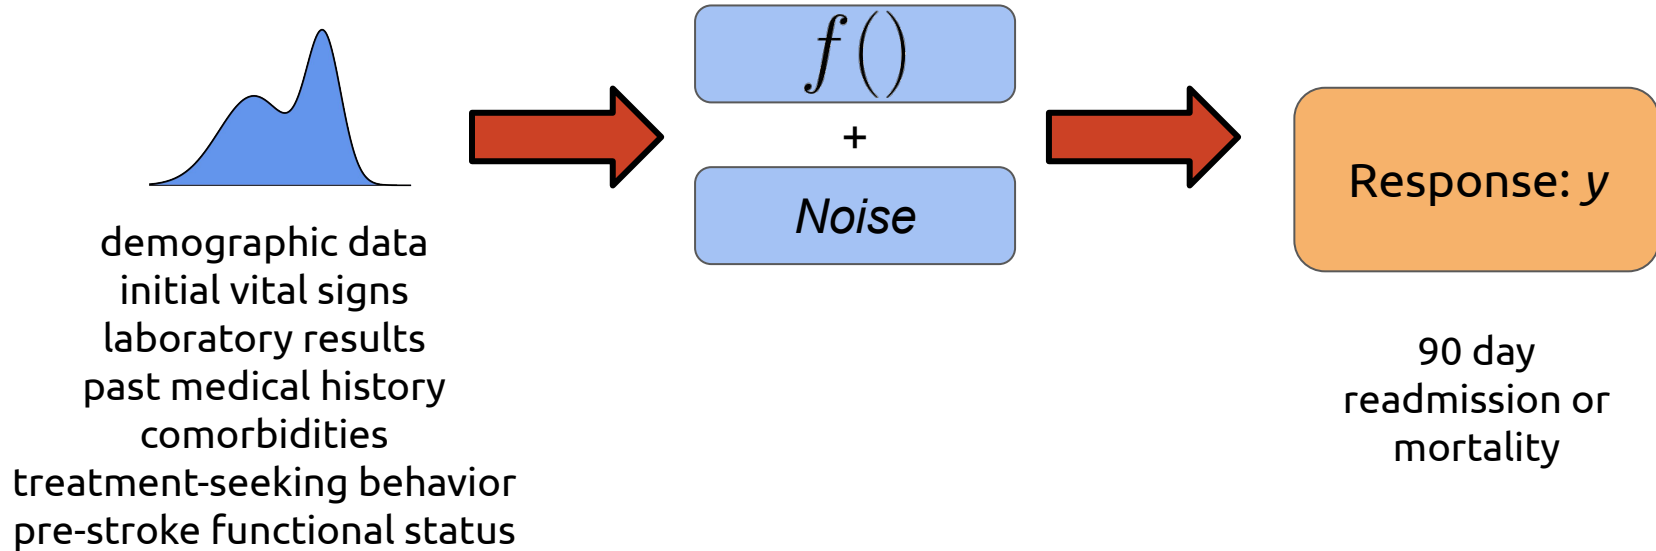 f()
+
Noise
Response: y
demographic data
initial vital signs
laboratory results
past medical history
comorbidities
treatment-seeking behavior
pre-stroke functional status
90 day
readmission or
mortality